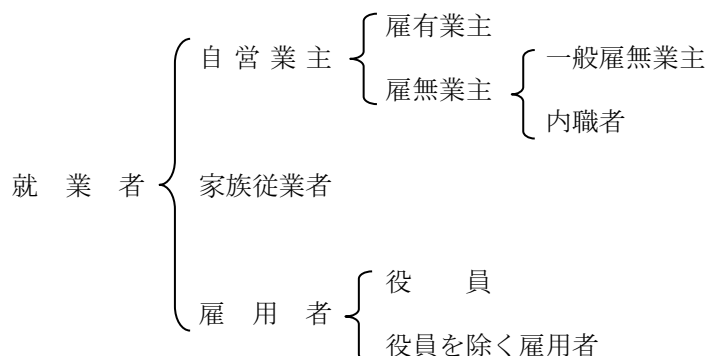 雇有業主
自営業主
一般雇無業主
雇無業主
内職者
就業者
家族従業者
役員
雇用者
役員を除く雇用者